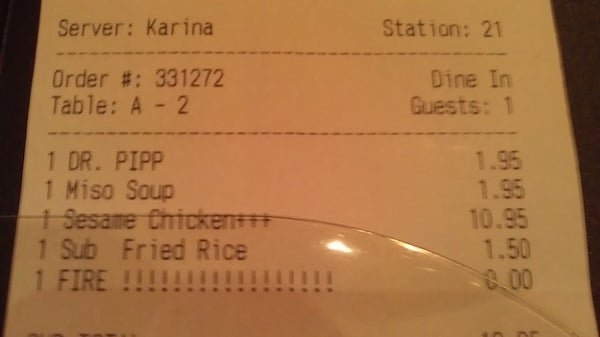 Server: Karina Station: 21
Order #: 331272 Dine In
Table: A - 2 Guests: 1
1 DR. PIPP 1.95
1 Miso Soup 1.95
1 Sesame Chicken*** 10.95
1 Sub Fried Rice 1.50
1 FIRE !!!!!!!!!!!!!!!!! 0.00